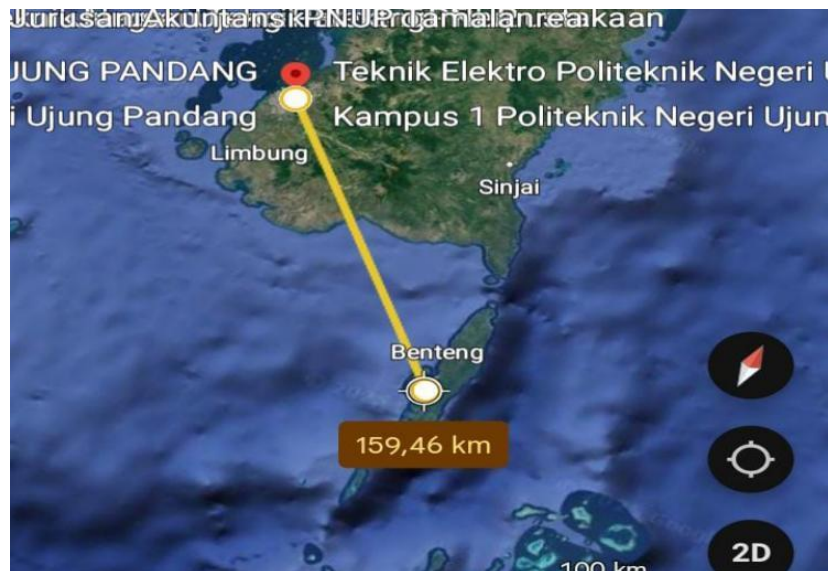 JUNG PANDANG
Teknik Elektro Politeknik Negeri U
i Ujung Pandang
Kampus 1 Politeknik Negeri Ujun
Limbung
Sinjai
Benteng
159,46 km
100 km
2D